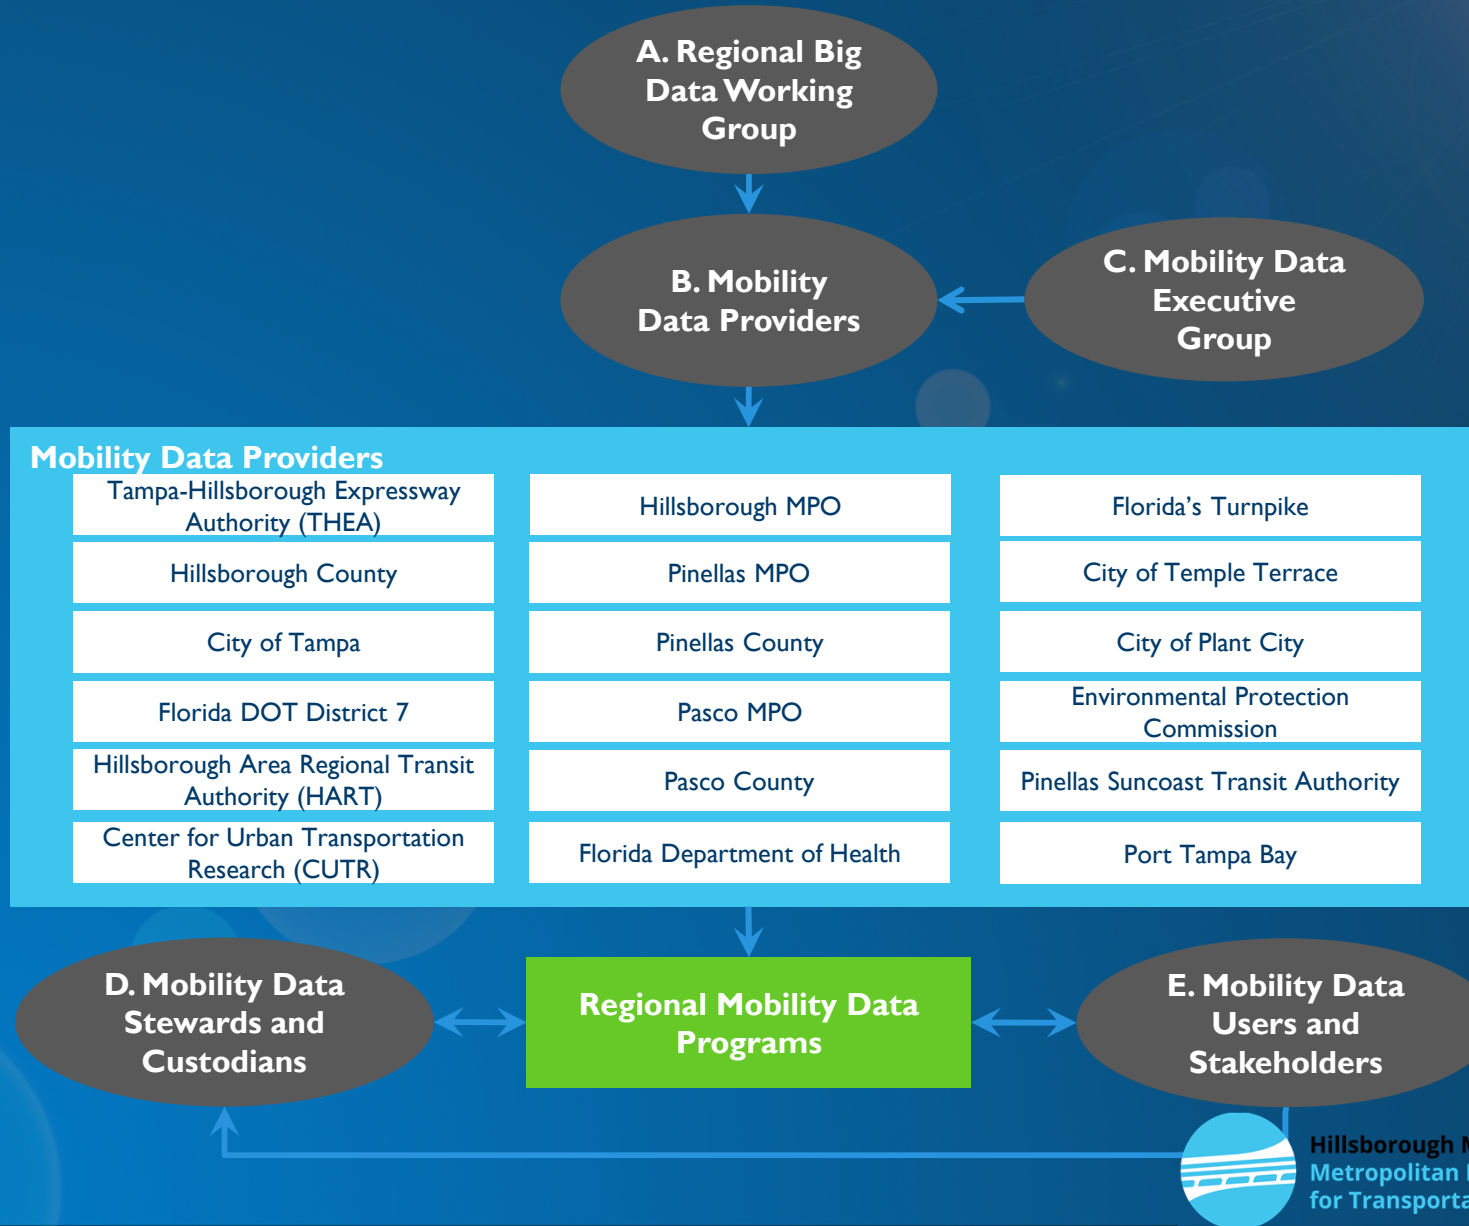 A. Regional Big
Data Working
Group
B. Mobility
Data Providers
C. Mobility Data
Executive
Group
Mobility Data Providers
Tampa-Hillsborough Expressway
Authority (THEA)
Hillsborough MPO
Florida's Turnpike
Hillsborough County
Pinellas MPO
City of Temple Terrace
City of Tampa
Pinellas County
City of Plant City
Florida DOT District 7
Pasco MPO
Environmental Protection
Commission
Hillsborough Area Regional Transit
Authority (HART)
Pasco County
Pinellas Suncoast Transit Authority
Center for Urban Transportation
Research (CUTR)
Florida Department of Health
Port Tampa Bay
D. Mobility Data
Stewards and
Custodians
Regional Mobility Data
Programs
E. Mobility Data
Users and
Stakeholders
Hillsborough
Metropolitan
for